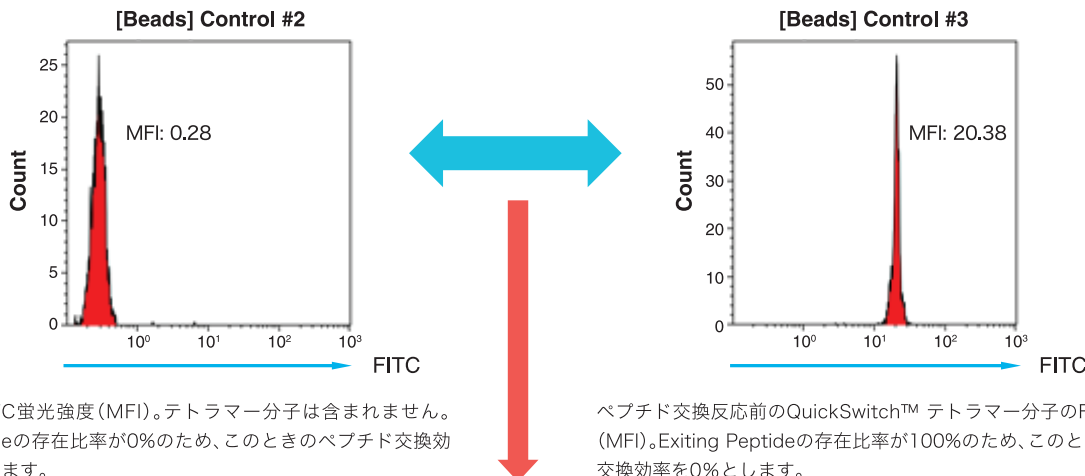 [Beads] Control #2
25
20
15
10
5
0
Count
MFI: 0.28
10⁰
10¹
10²
10³
FITC
C蛍光強度(MFI)。テトラマー分子は含まれません。
eの存在比率が0%のため、このときのペプチド交換効
ます。
[Beads] Control #3
50
40
30
20
10
0
Count
MFI: 20.38
10⁰
10¹
10²
10³
FITC
ペプチド交換反応前のQuickSwitch™ テトラマー分子のF
(MFI)。Exiting Peptideの存在比率が100%のため、このと
交換効率を0%とします。